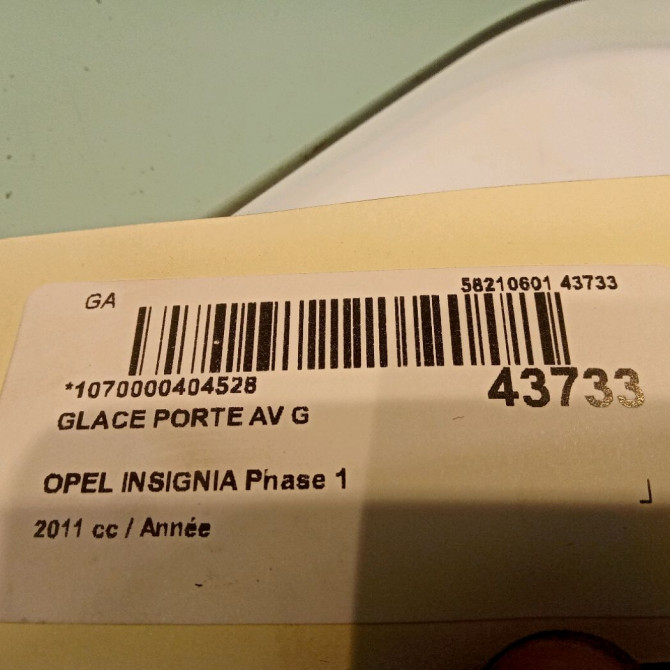 GA
58210601 43733
*1070000404528
43733
GLACE PORTE AV G
OPEL INSIGNIA Phase 1
2011 cc / Année